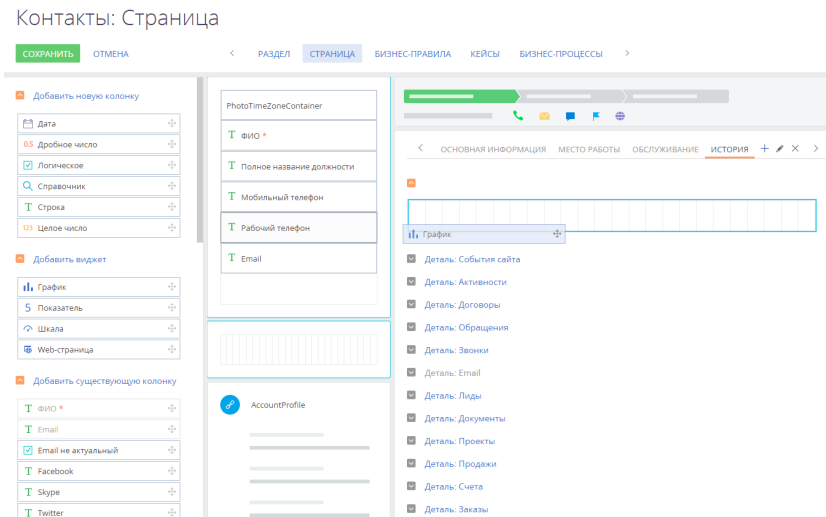 Контакты: Страница
СОХРАНИТЬ ОТМЕНА РАЗДЕЛ СТРАНИЦА БИЗНЕС-ПРАВИЛА КЕЙСЫ БИЗНЕС-ПРОЦЕССЫ
Добавить новую колонку
Дата
0.5 Дробное число
Логическое
Справочник
T Строка
123 Целое число
Добавить виджет
График
5 Показатель
Шкала
Web-страница
Добавить существующую колонку
T ФИО *
T Email
Email не актуальный
T Facebook
T Skype
T Twitter
PhotoTimeZoneContainer
T ФИО *
T Полное название должности
T Мобильный телефон
T Рабочий телефон
T Email
AccountProfile
ОСНОВНАЯ ИНФОРМАЦИЯ МЕСТО РАБОТЫ ОБСЛУЖИВАНИЕ ИСТОРИЯ
График
Деталь: События сайта
Деталь: Активности
Деталь: Договоры
Деталь: Обращения
Деталь: Звонки
Деталь: Email
Деталь: Лиды
Деталь: Документы
Деталь: Проекты
Деталь: Продажи
Деталь: Счета
Деталь: Заказы